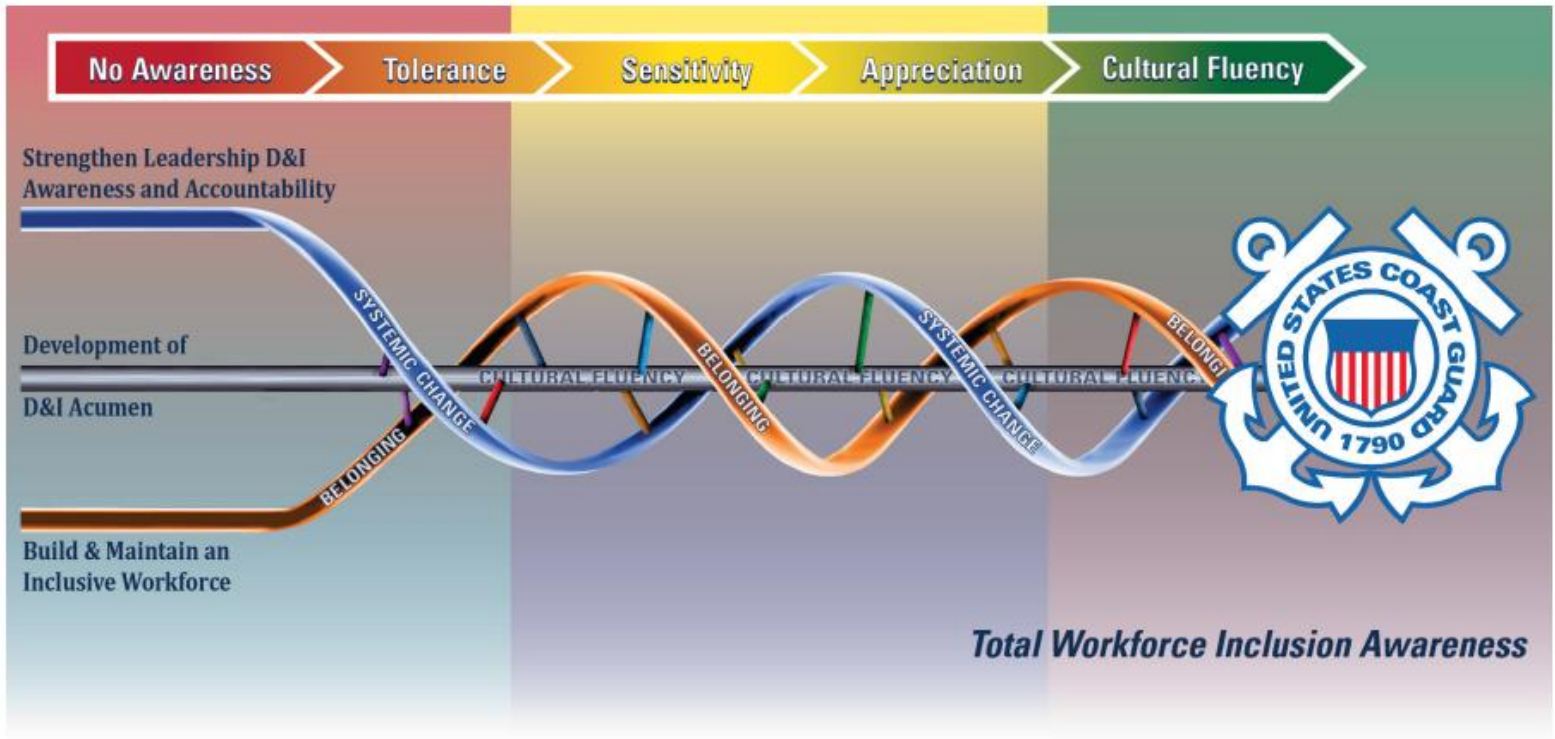 No Awareness
Tolerance
Sensitivity
Appreciation
Cultural Fluency
Strengthen Leadership D&I
Awareness and Accountability
Development of
D&I Acumen
Build & Maintain an
Inclusive Workforce
SYSTEMIC CHANGE
BELONGING
CULTURAL FLUENCY
BELONGING
CULTURAL FLUENCY
SYSTEMIC CHANGE
CULTURAL FLUENC
BELONGI
UNITED STATES COAST GUARD
1790
Total Workforce Inclusion Awareness